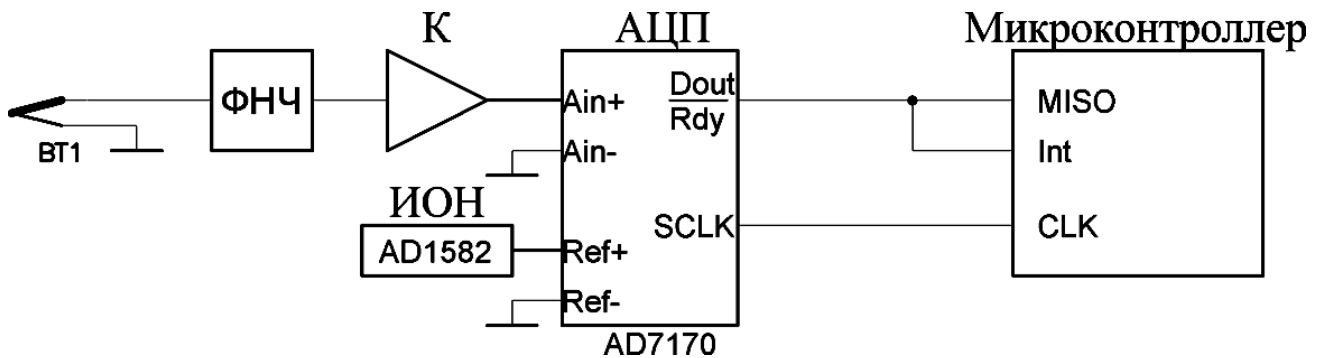 К
АЦП
Микроконтроллер
ФНЧ
BT1
ИОН
AD1582
Ain+
Ain-
Ref+
Ref-
Dout
Rdy
SCLK
AD7170
MISO
Int
CLK